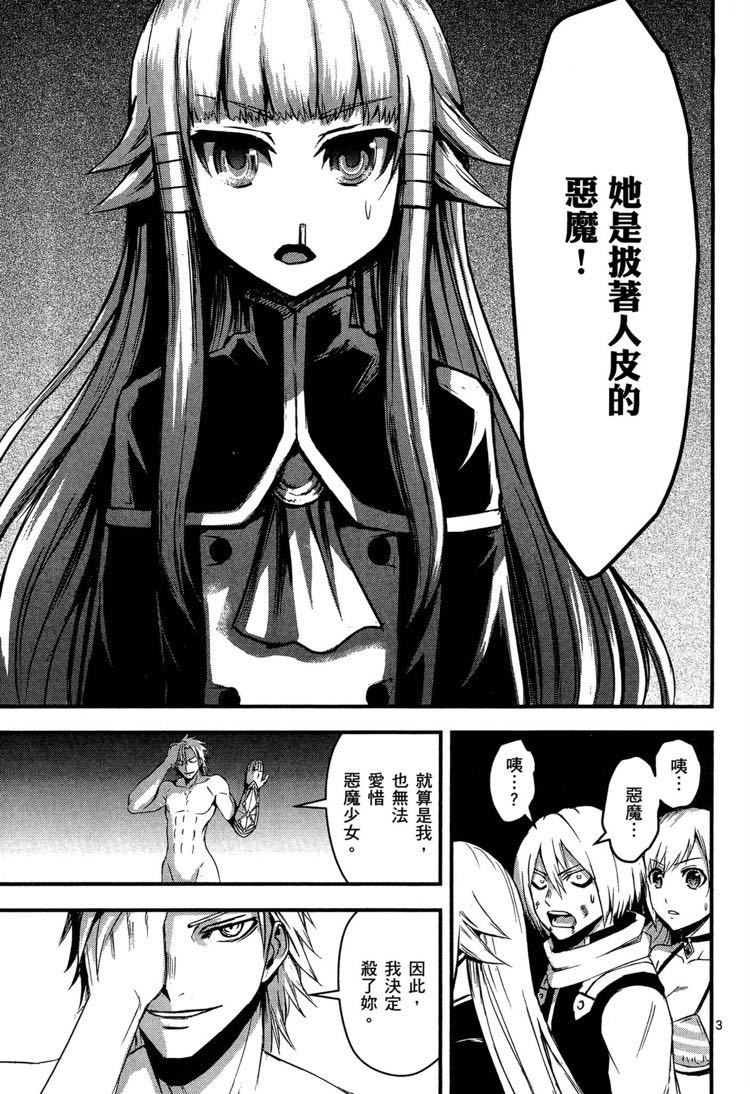 她是披著人皮的
惡魔！
咦…
惡魔…
咦…？
就算是我，
也無法
愛惜
惡魔少女。
因此，
我決定
殺了妳。
3